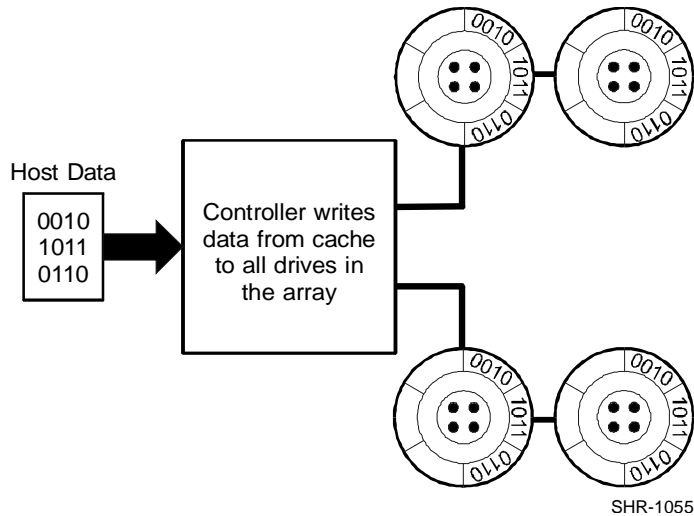 0010
1011
0110
0010
1011
0110
Host Data
0010
1011
0110
Controller writes
data from cache
to all drives in
the array
0010
1011
0110
0010
1011
0110
SHR-1055